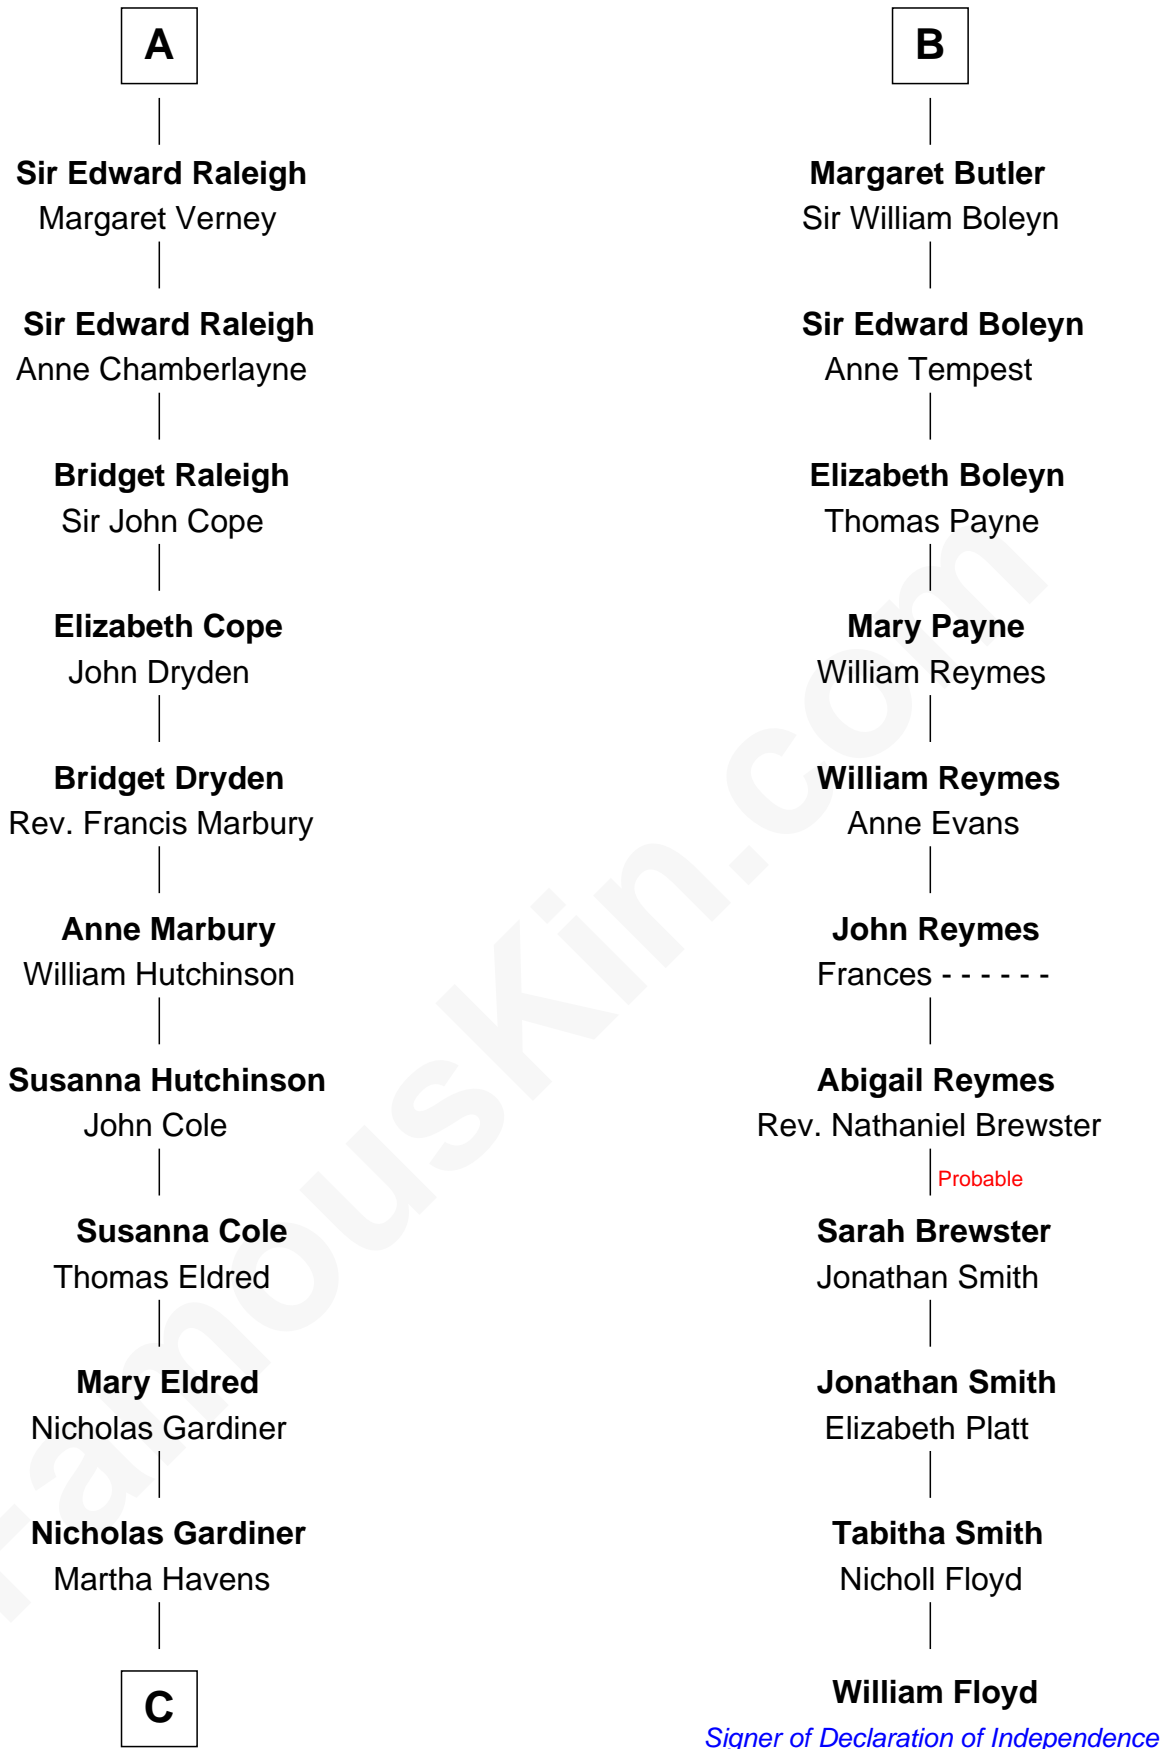 A
Sir Edward Raleigh
Margaret Verney
Sir Edward Raleigh
Anne Chamberlayne
Bridget Raleigh
Sir John Cope
Elizabeth Cope
John Dryden
Bridget Dryden
Rev. Francis Marbury
Anne Marbury
William Hutchinson
Susanna Hutchinson
John Cole
Susanna Cole
Thomas Eldred
Mary Eldred
Nicholas Gardiner
Nicholas Gardiner
Martha Havens
C
B
Margaret Butler
Sir William Boleyn
Sir Edward Boleyn
Anne Tempest
Elizabeth Boleyn
Thomas Payne
Mary Payne
William Reymes
William Reymes
Anne Evans
John Reymes
Frances - - - - - -
Abigail Reymes
Rev. Nathaniel Brewster
Probable
Sarah Brewster
Jonathan Smith
Jonathan Smith
Elizabeth Platt
Tabitha Smith
Nicholl Floyd
William Floyd
Signer of Declaration of Independence
FamousKin.com